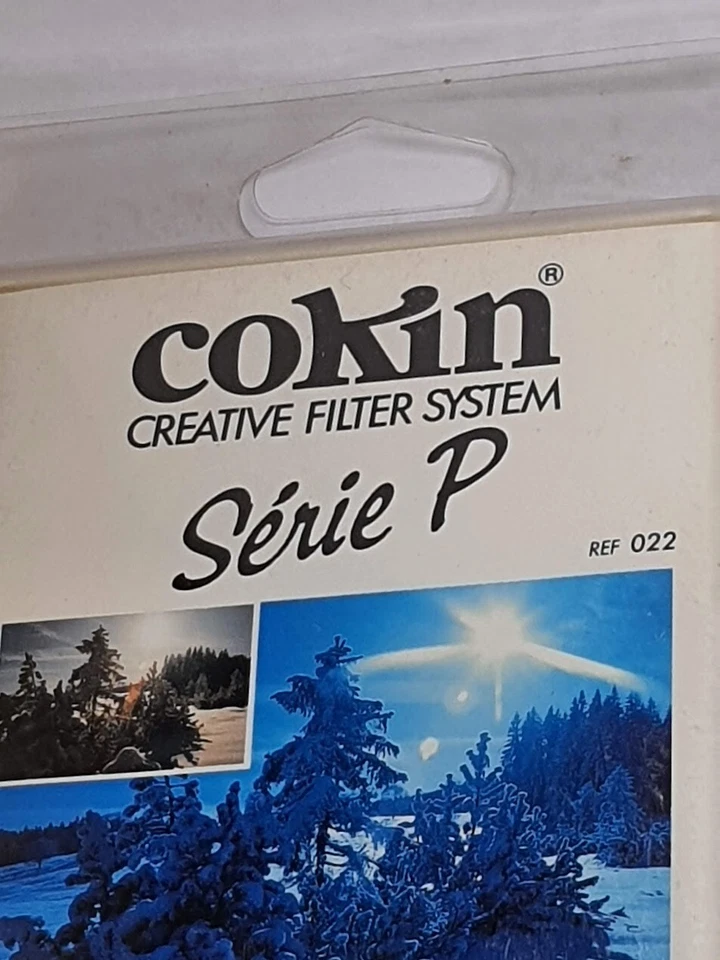 cokin®
CREATIVE FILTER SYSTEM
Série P
REF 022